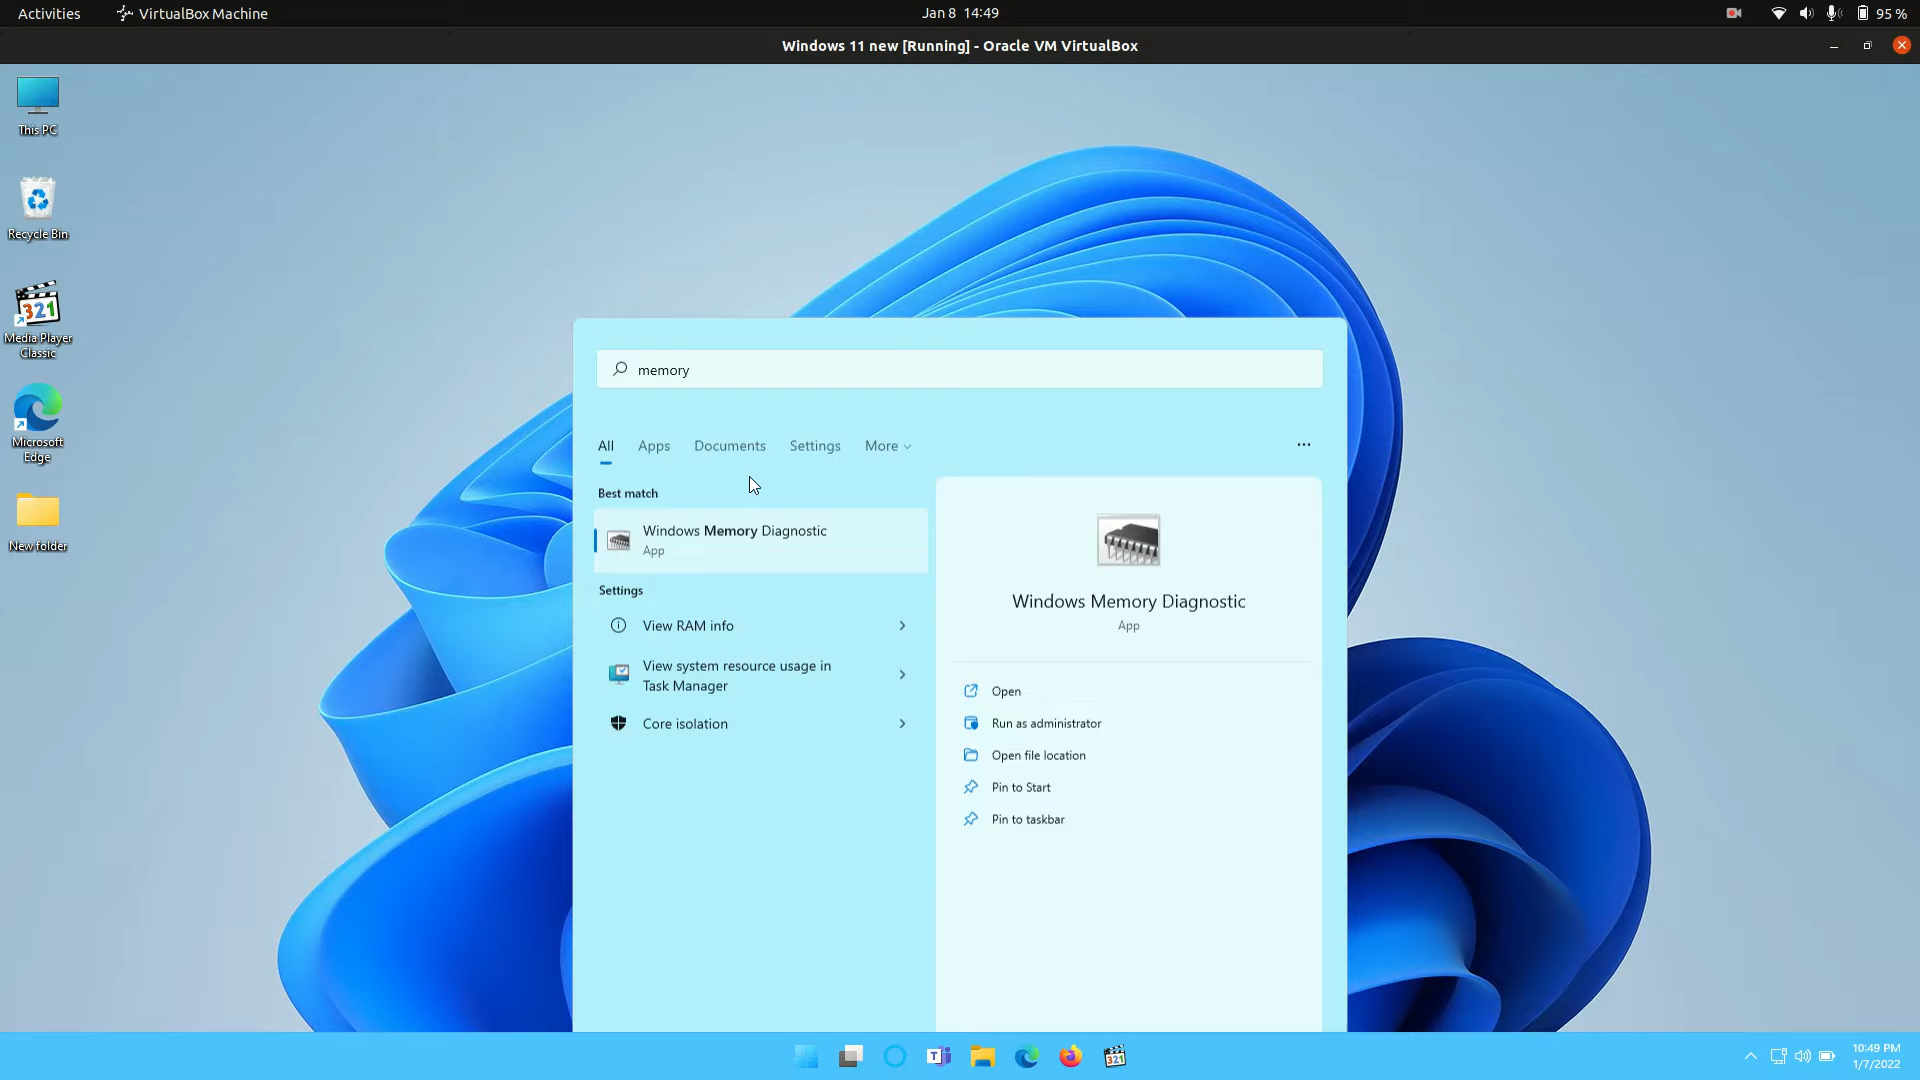 Activities
VirtualBox Machine
Jan 8 14:49
95 %
Windows 11 new [Running] - Oracle VM VirtualBox
This PC
Recycle Bin
321
Media Player
Classic
Microsoft
Edge
New folder
memory
All
Apps
Documents
Settings
More
Best match
Windows Memory Diagnostic
App
Settings
View RAM info
View system resource usage in
Task Manager
Core isolation
Windows Memory Diagnostic
App
Open
Run as administrator
Open file location
Pin to Start
Pin to taskbar
T
321
10:49 PM
1/7/2022